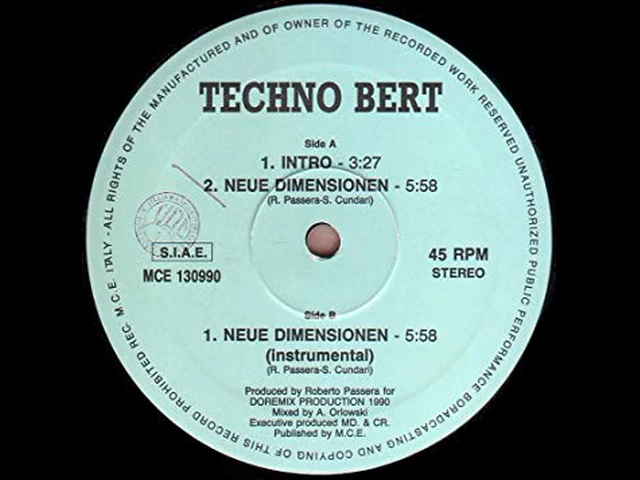 ALL RIGHTS OF THE MANUFACTURED AND OF OWNER OF THE RECORDED WORK RESERVED UNAUTHORIZED PUBLIC PERFORMANCE BORADCASTING AND COPYING OF THIS RECORD PROHIBITED REC. M.C.E. ITALY -
TECHNO BERT
Side A
1. INTRO - 3:27
2. NEUE DIMENSIONEN - 5:58
(R. Passera-S. Cundari)
S.I.A.E.
MCE 130990
45 RPM
STEREO
Side B
1. NEUE DIMENSIONEN - 5:58
(instrumental)
(R. Passera-S. Cundari)
Produced by Roberto Passera for
DOREMIX PRODUCTION 1990
Mixed by A. Orlowski
Executive produced MD. & CR.
Published by M.C.E.